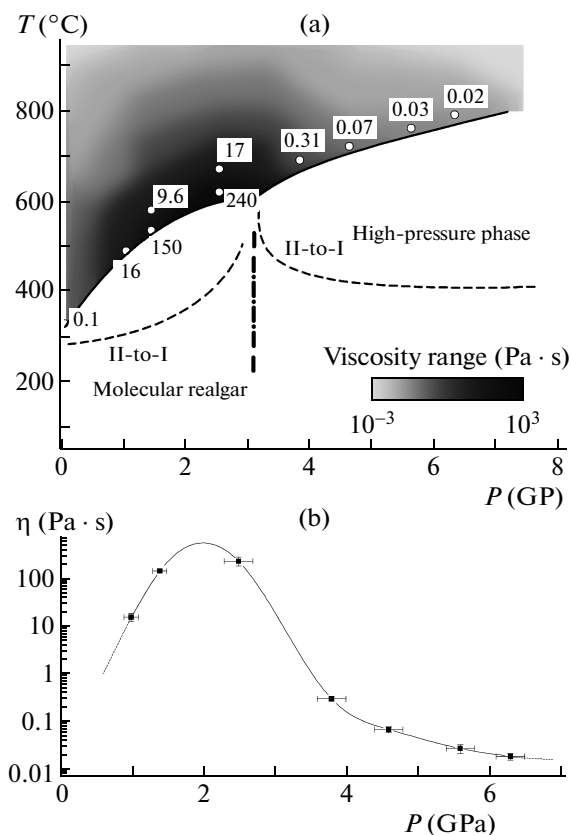 T (°C)
(a)
800
600
400
200
0.02
0.03
0.07
0.31
17
9.6
240
150
16
0.1
High-pressure phase
II-to-I
II-to-I
Molecular realgar
Viscosity range (Pa · s)
10⁻³ 10³
0 2 4 6 8
P (GP)
η (Pa · s)
(b)
100
10
1
0.1
0.01
0 2 4 6
P (GPa)